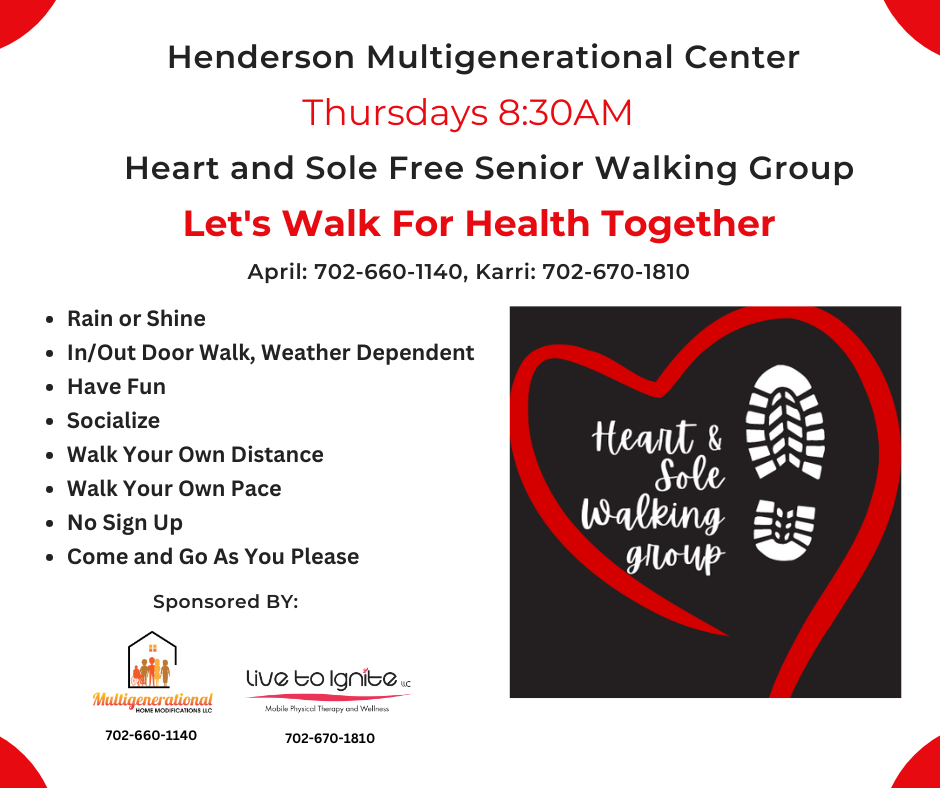 Henderson Multigenerational Center
Thursdays 8:30AM
Heart and Sole Free Senior Walking Group
Let's Walk For Health Together
April: 702-660-1140, Karri: 702-670-1810
• Rain or Shine
• In/Out Door Walk, Weather Dependent
• Have Fun
• Socialize
• Walk Your Own Distance
• Walk Your Own Pace
• No Sign Up
• Come and Go As You Please
Heart &
Sole
Walking
group
Sponsored BY:
Multigenerational
HOME MODIFICATIONS LLC
702-660-1140
Live to Ignite LLC
Mobile Physical Therapy and Wellness
702-670-1810